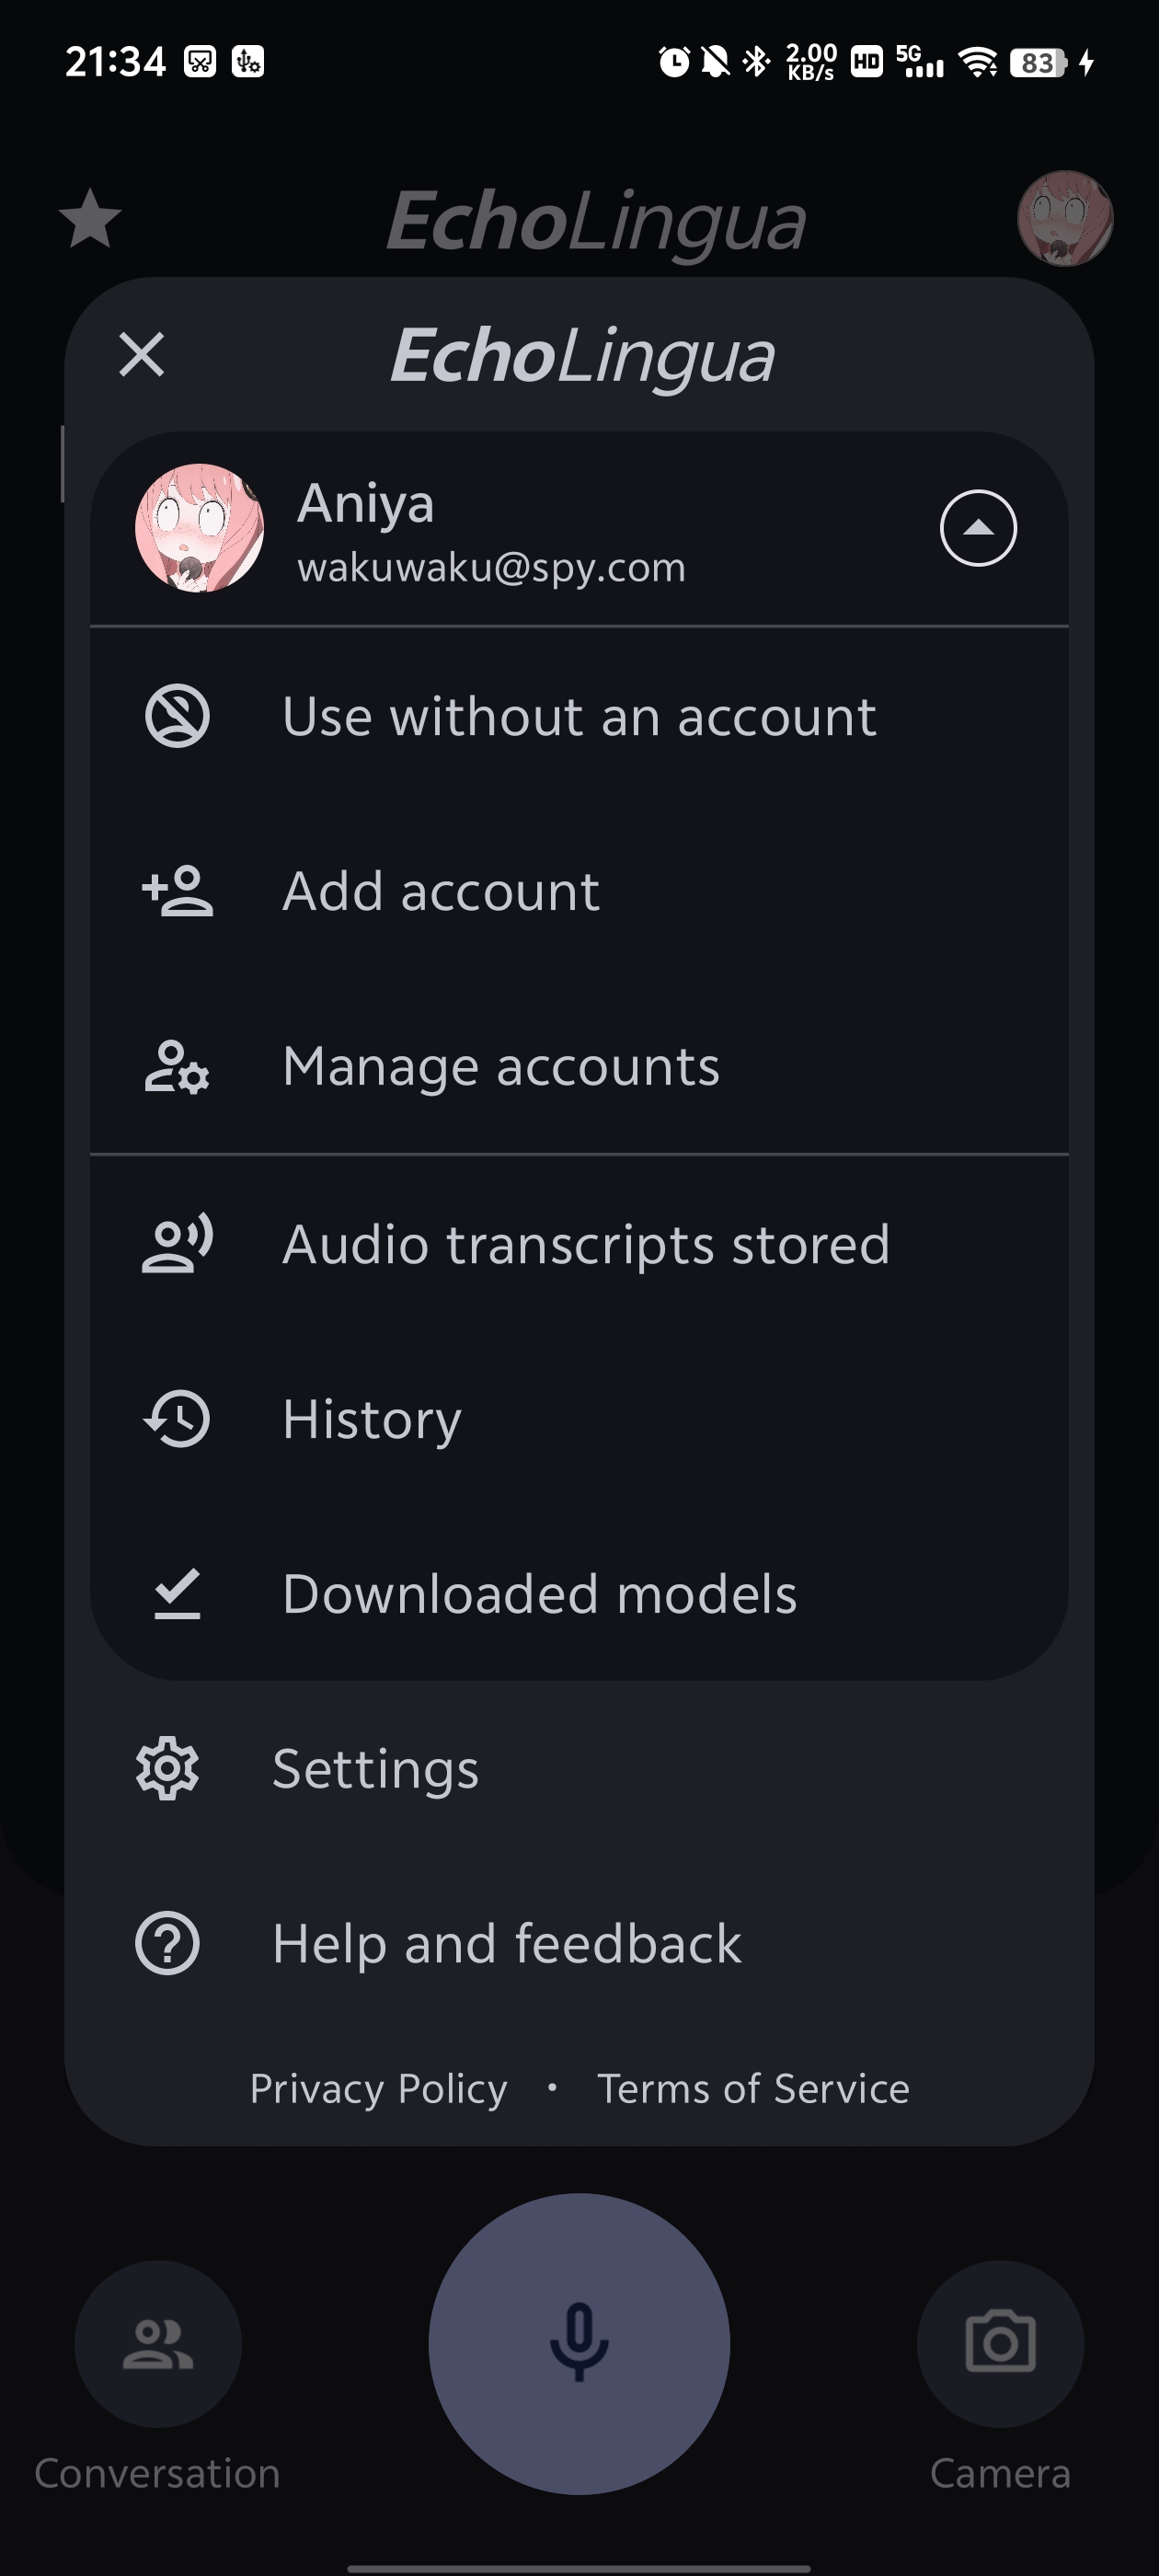 21:34
2.00
KB/s
HD
5G
83
EchoLingua
EchoLingua
Aniya
wakuwaku@spy.com
Use without an account
Add account
Manage accounts
Audio transcripts stored
History
Downloaded models
Settings
Help and feedback
Privacy Policy • Terms of Service
Conversation
Camera